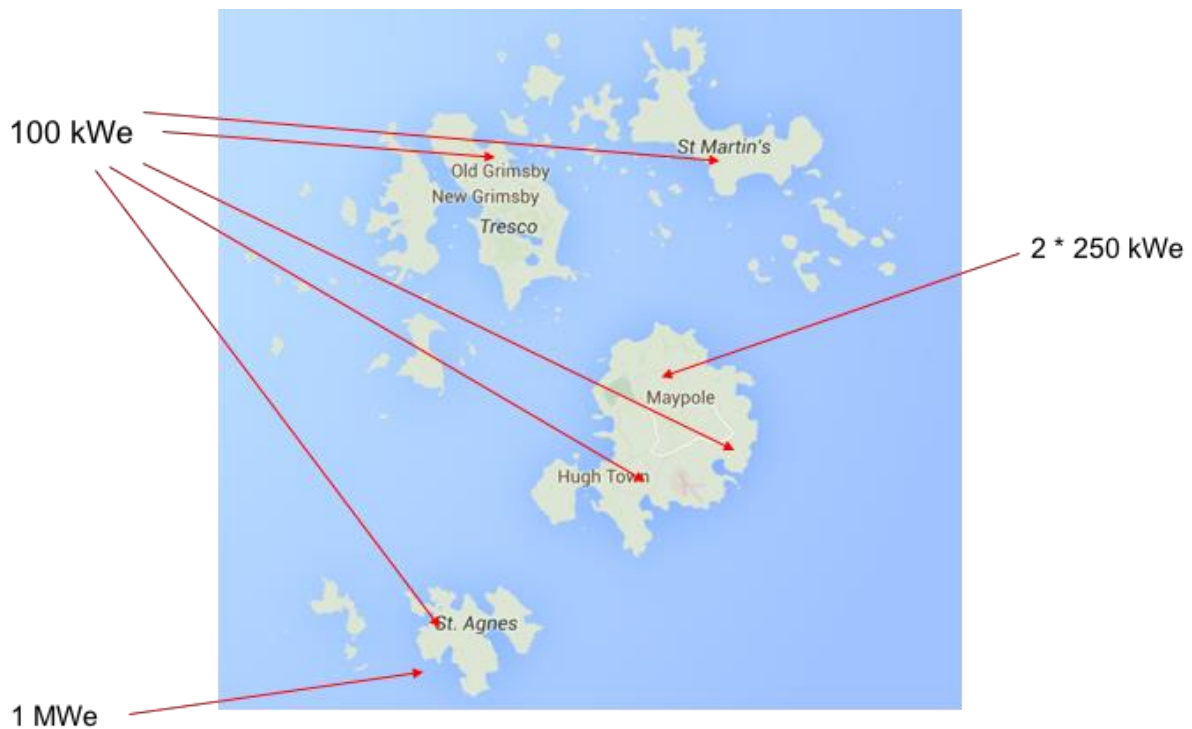 100 kWe
St Martin's
Old Grimsby
New Grimsby
Tresco
2 * 250 kWe
Maypole
Hugh Town
St. Agnes
1 MWe